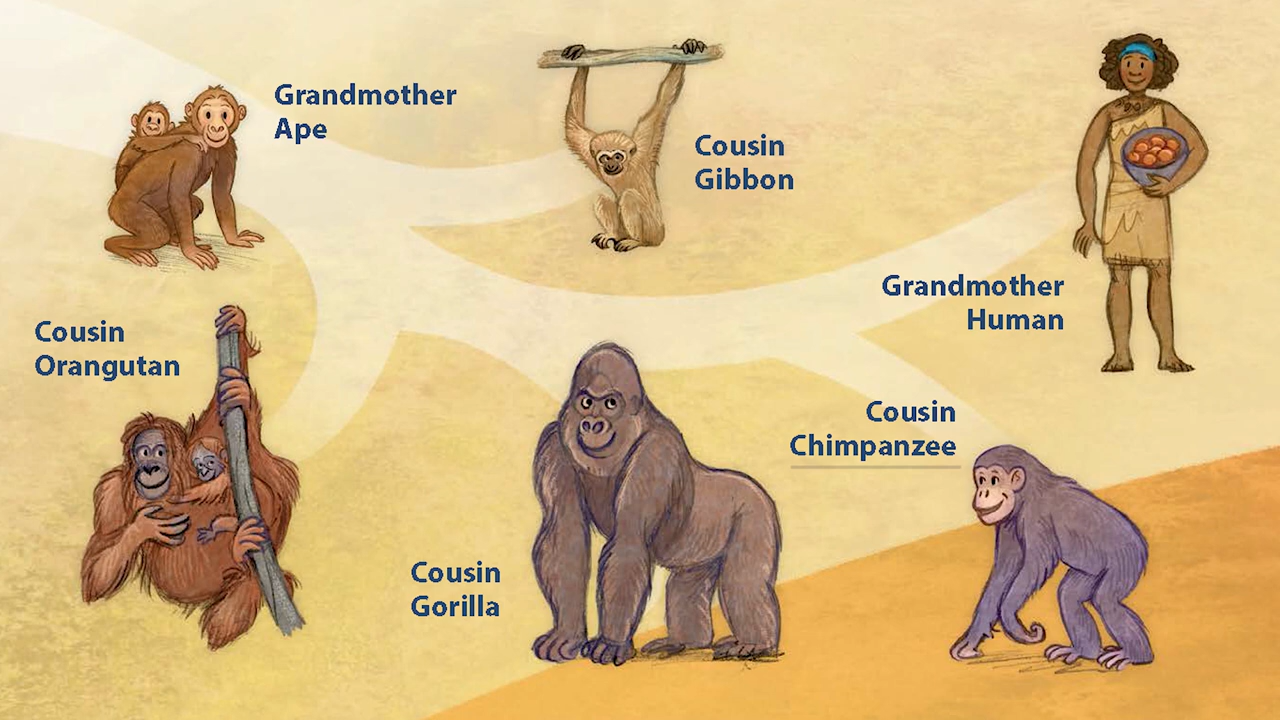 Grandmother
Ape
Cousin
Gibbon
Grandmother
Human
Cousin
Orangutan
Cousin
Chimpanzee
Cousin
Gorilla